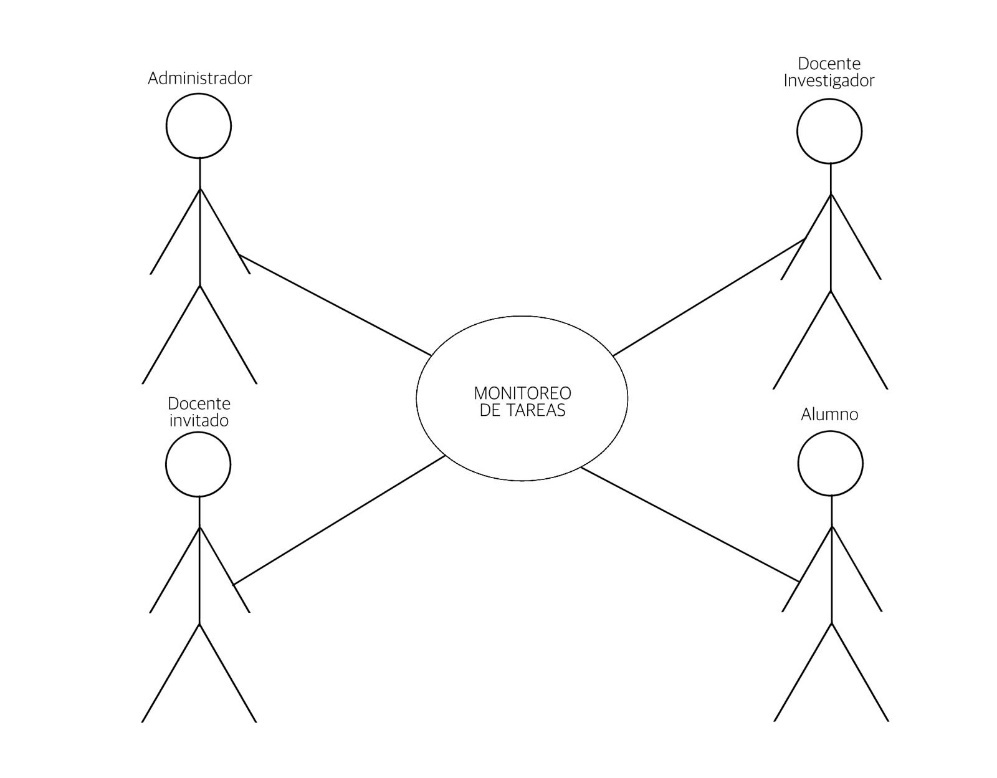 Administrador
Docente
Investigador
MONITOREO
DE TAREAS
Docente
invitado
Alumno